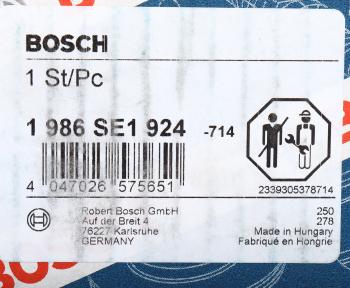 BOSCH
1 St/Pc
1 986 SE1 924 -714
4 047026 575651
2339305378714
Robert Bosch GmbH
Auf der Breit 4
76227 Karlsruhe
GERMANY
250
278
Made in Hungary
Fabriqué en Hongrie